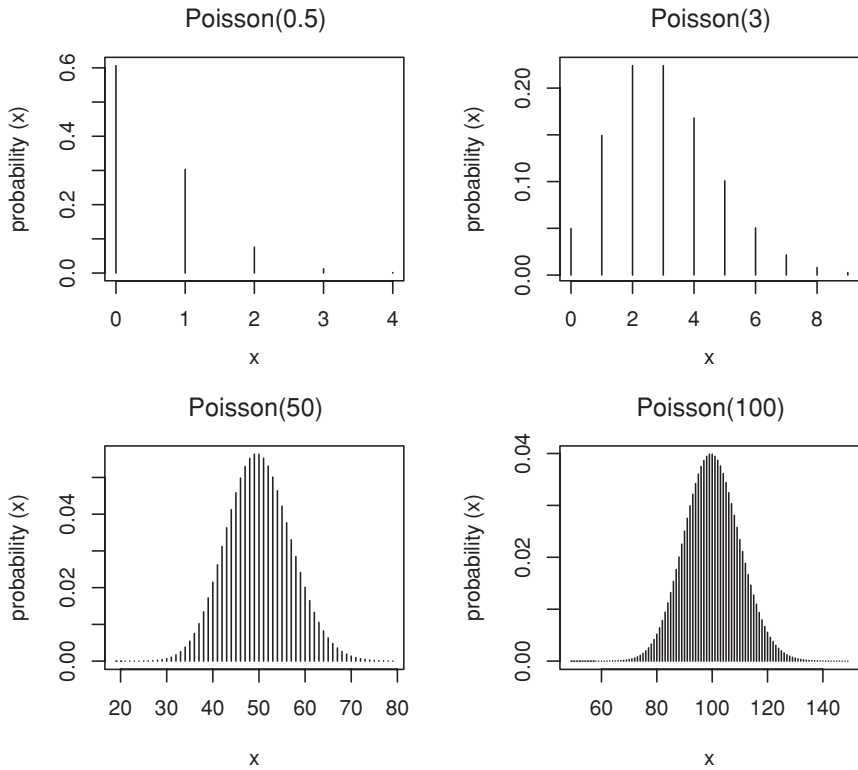 Poisson(0.5)
probability (x)
0.0 0.2 0.4 0.6
0 1 2 3 4
x
Poisson(3)
probability (x)
0.00 0.10 0.20
0 2 4 6 8
x
Poisson(50)
probability (x)
0.00 0.02 0.04
20 30 40 50 60 70 80
x
Poisson(100)
probability (x)
0.00 0.02 0.04
60 80 100 120 140
x